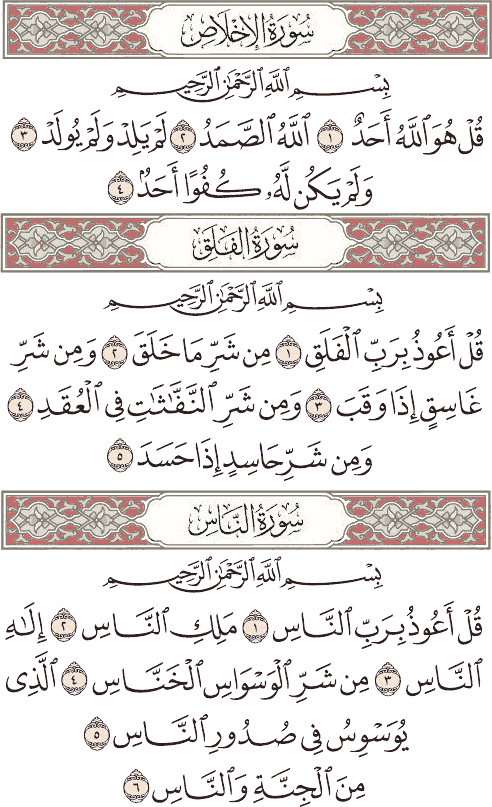 سُورَةُ الإِخْلَاصِ
بِسْمِ ٱللَّهِ ٱلرَّحْمَٰنِ ٱلرَّحِيمِ
قُلْ هُوَ ٱللَّهُ أَحَدٌ ١ ٱللَّهُ ٱلصَّمَدُ ٢ لَمْ يَلِدْ وَلَمْ يُولَدْ ٣
وَلَمْ يَكُن لَّهُۥ كُفُوًا أَحَدٌۢ ٤
سُورَةُ الفَلَقِ
بِسْمِ ٱللَّهِ ٱلرَّحْمَٰنِ ٱلرَّحِيمِ
قُلْ أَعُوذُ بِرَبِّ ٱلْفَلَقِ ١ مِن شَرِّ مَا خَلَقَ ٢ وَمِن شَرِّ
غَاسِقٍ إِذَا وَقَبَ ٣ وَمِن شَرِّ ٱلنَّفَّٰثَٰتِ فِى ٱلْعُقَدِ ٤
وَمِن شَرِّ حَاسِدٍ إِذَا حَسَدَ ٥
سُورَةُ النَّاسِ
بِسْمِ ٱللَّهِ ٱلرَّحْمَٰنِ ٱلرَّحِيمِ
قُلْ أَعُوذُ بِرَبِّ ٱلنَّاسِ ١ مَلِكِ ٱلنَّاسِ ٢ إِلَٰهِ
ٱلنَّاسِ ٣ مِن شَرِّ ٱلْوَسْوَاسِ ٱلْخَنَّاسِ ٤ ٱلَّذِى
يُوَسْوِسُ فِى صُدُورِ ٱلنَّاسِ ٥
مِنَ ٱلْجِنَّةِ وَٱلنَّاسِ ٦